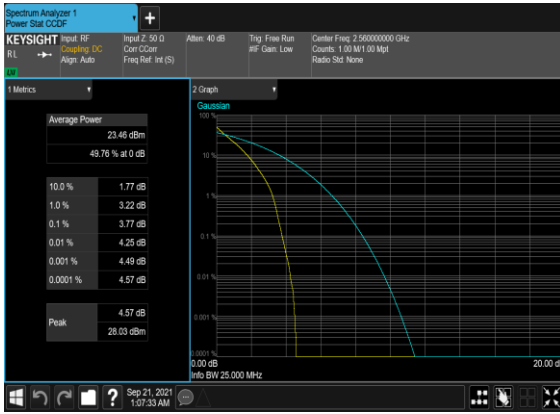 Spectrum Analyzer 1
Power Stat CCDF
KEYSIGHT
RL
LV
Input: RF
Coupling: DC
Align: Auto
Input Z: 50 Ω
Corr CCorr
Freq Ref: Int (S)
Atten: 40 dB
Trig: Free Run
#IF Gain: Low
Center Freq: 2.560000000 GHz
Counts: 1.00 M/1.00 Mpt
Radio Std: None
1 Metrics
Average Power
23.46 dBm
49.76 % at 0 dB
10.0 % 1.77 dB
1.0 % 3.22 dB
0.1 % 3.77 dB
0.01 % 4.25 dB
0.001 % 4.49 dB
0.0001 % 4.57 dB
Peak
4.57 dB
28.03 dBm
2 Graph
Gaussian
100 %
10 %
1 %
0.1 %
0.01 %
0.001 %
0.0001 %
0.00 dB
20.00 d
Info BW 25.000 MHz
?
Sep 21, 2021
1:07:33 AM